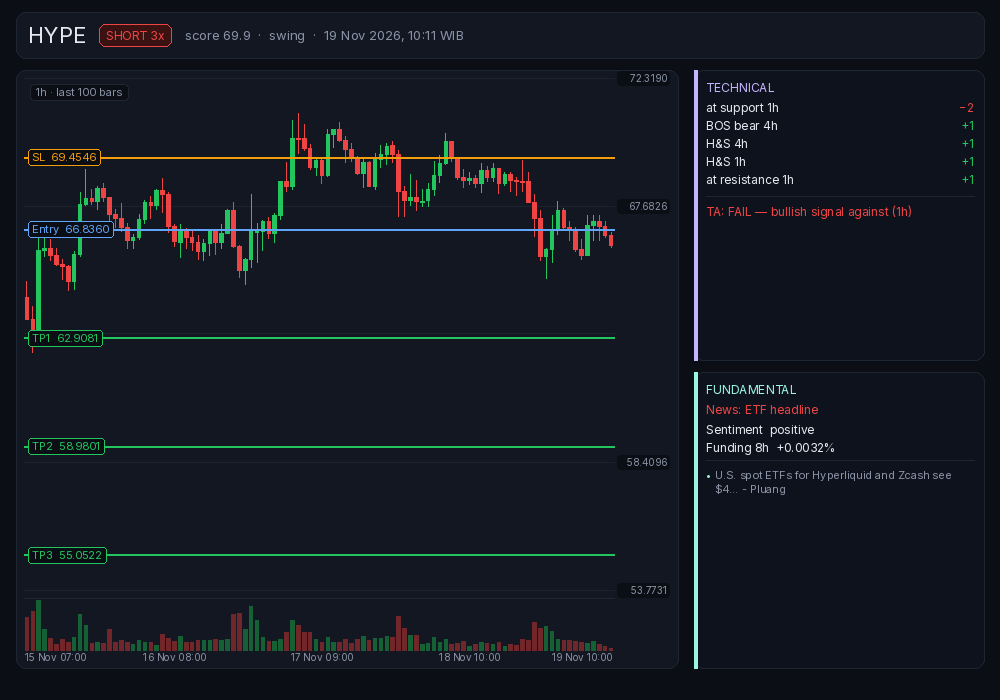 HYPE SHORT 3x score 69.9 · swing · 19 Nov 2026, 10:11 WIB
1h · last 100 bars
72.3190
SL 69.4546
67.6826
Entry 66.8360
TP1 62.9081
TP2 58.9801
58.4096
TP3 55.0522
53.7731
15 Nov 07:00 16 Nov 08:00 17 Nov 09:00 18 Nov 10:00 19 Nov 10:00
TECHNICAL
at support 1h −2
BOS bear 4h +1
H&S 4h +1
H&S 1h +1
at resistance 1h +1
TA: FAIL — bullish signal against (1h)
FUNDAMENTAL
News: ETF headline
Sentiment positive
Funding 8h +0.0032%
• U.S. spot ETFs for Hyperliquid and Zcash see
$4... - Pluang